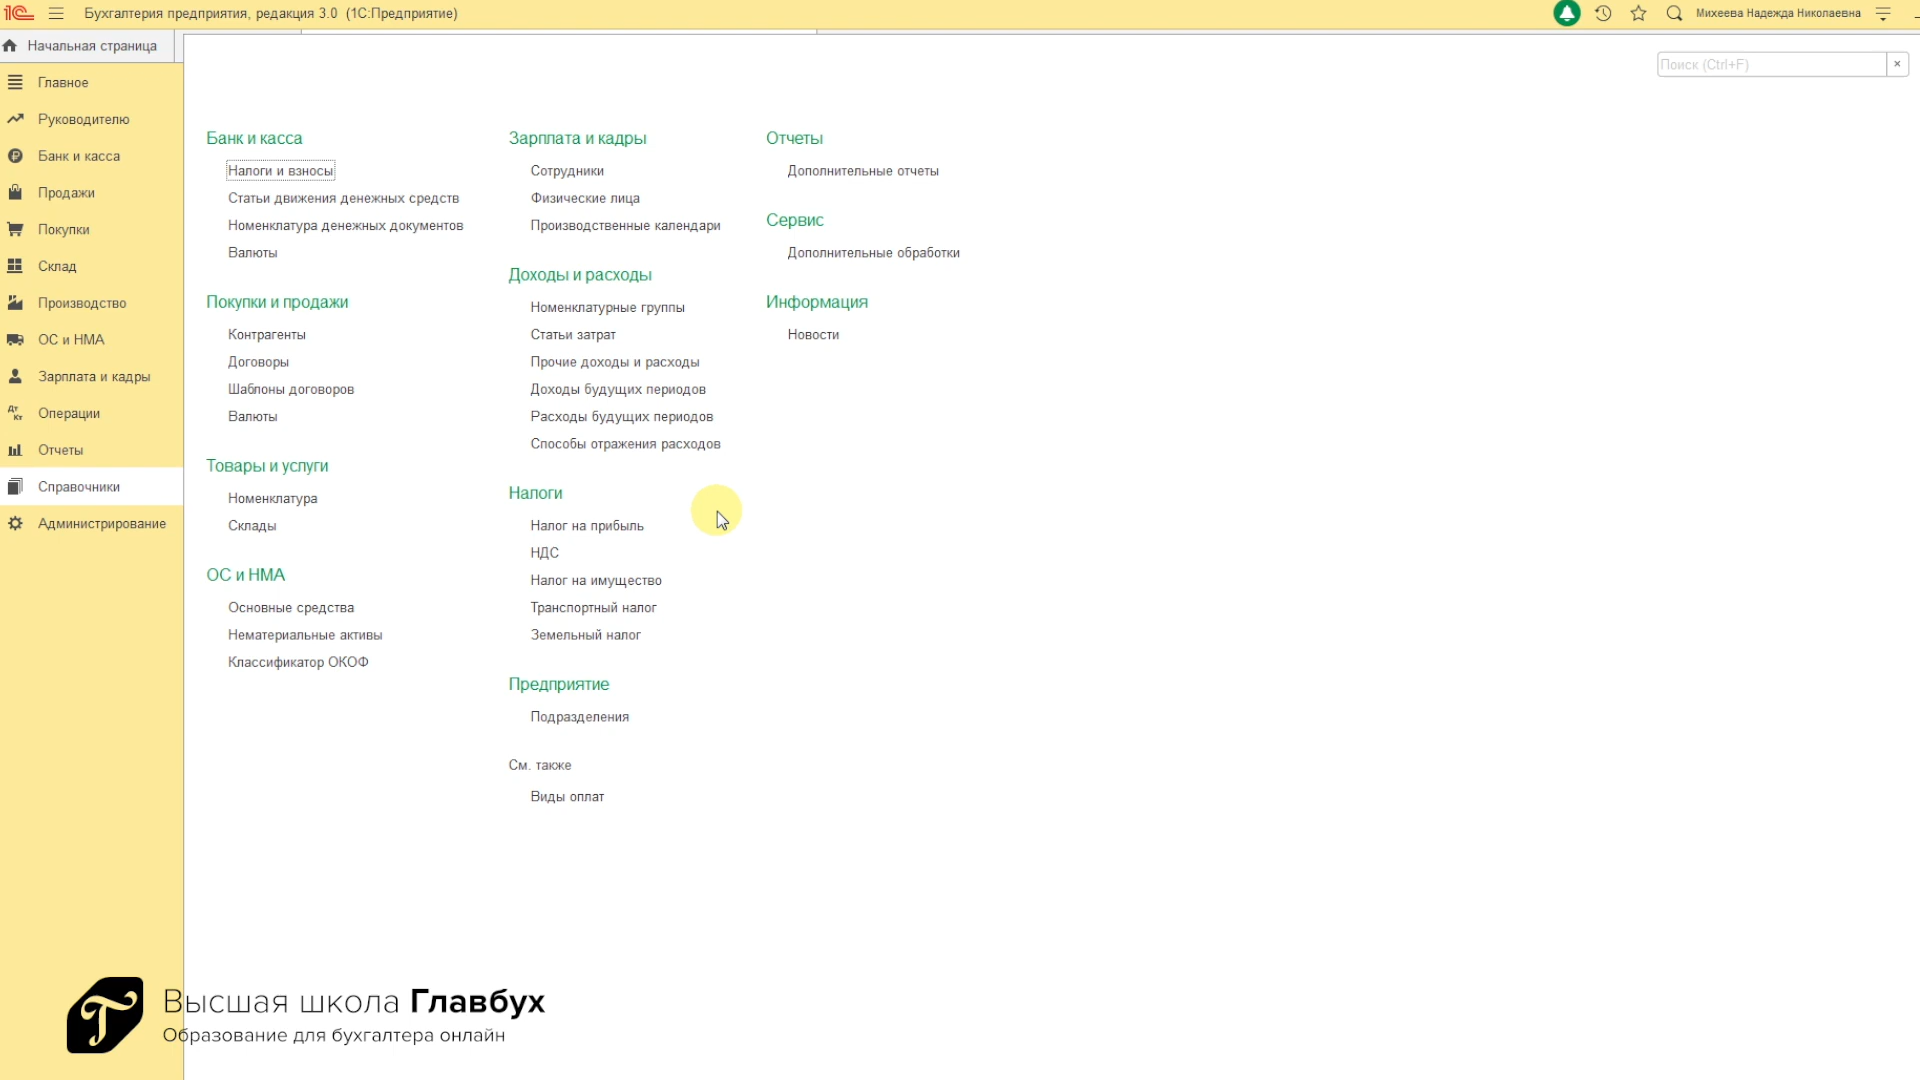 1С Бухгалтерия предприятия, редакция 3.0 (1С:Предприятие)
Михеева Надежда Николаевна
Начальная страница
Поиск (Ctrl+F)
×
Главное
Руководителю
Банк и касса
Продажи
Покупки
Склад
Производство
ОС и НМА
Зарплата и кадры
Дт Кт Операции
Отчеты
Справочники
Администрирование
Банк и касса
Налоги и взносы
Статьи движения денежных средств
Номенклатура денежных документов
Валюты
Покупки и продажи
Контрагенты
Договоры
Шаблоны договоров
Валюты
Товары и услуги
Номенклатура
Склады
ОС и НМА
Основные средства
Нематериальные активы
Классификатор ОКОФ
Зарплата и кадры
Сотрудники
Физические лица
Производственные календари
Доходы и расходы
Номенклатурные группы
Статьи затрат
Прочие доходы и расходы
Доходы будущих периодов
Расходы будущих периодов
Способы отражения расходов
Налоги
Налог на прибыль
НДС
Налог на имущество
Транспортный налог
Земельный налог
Предприятие
Подразделения
См. также
Виды оплат
Отчеты
Дополнительные отчеты
Сервис
Дополнительные обработки
Информация
Новости
Высшая школа Главбух
Образование для бухгалтера онлайн